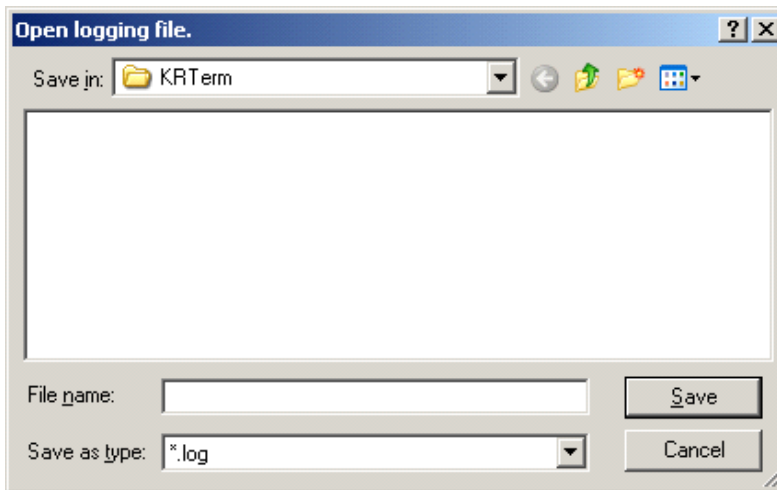 Open logging file.
Save in: KRTerm
File name:
Save
Save as type: *.log
Cancel